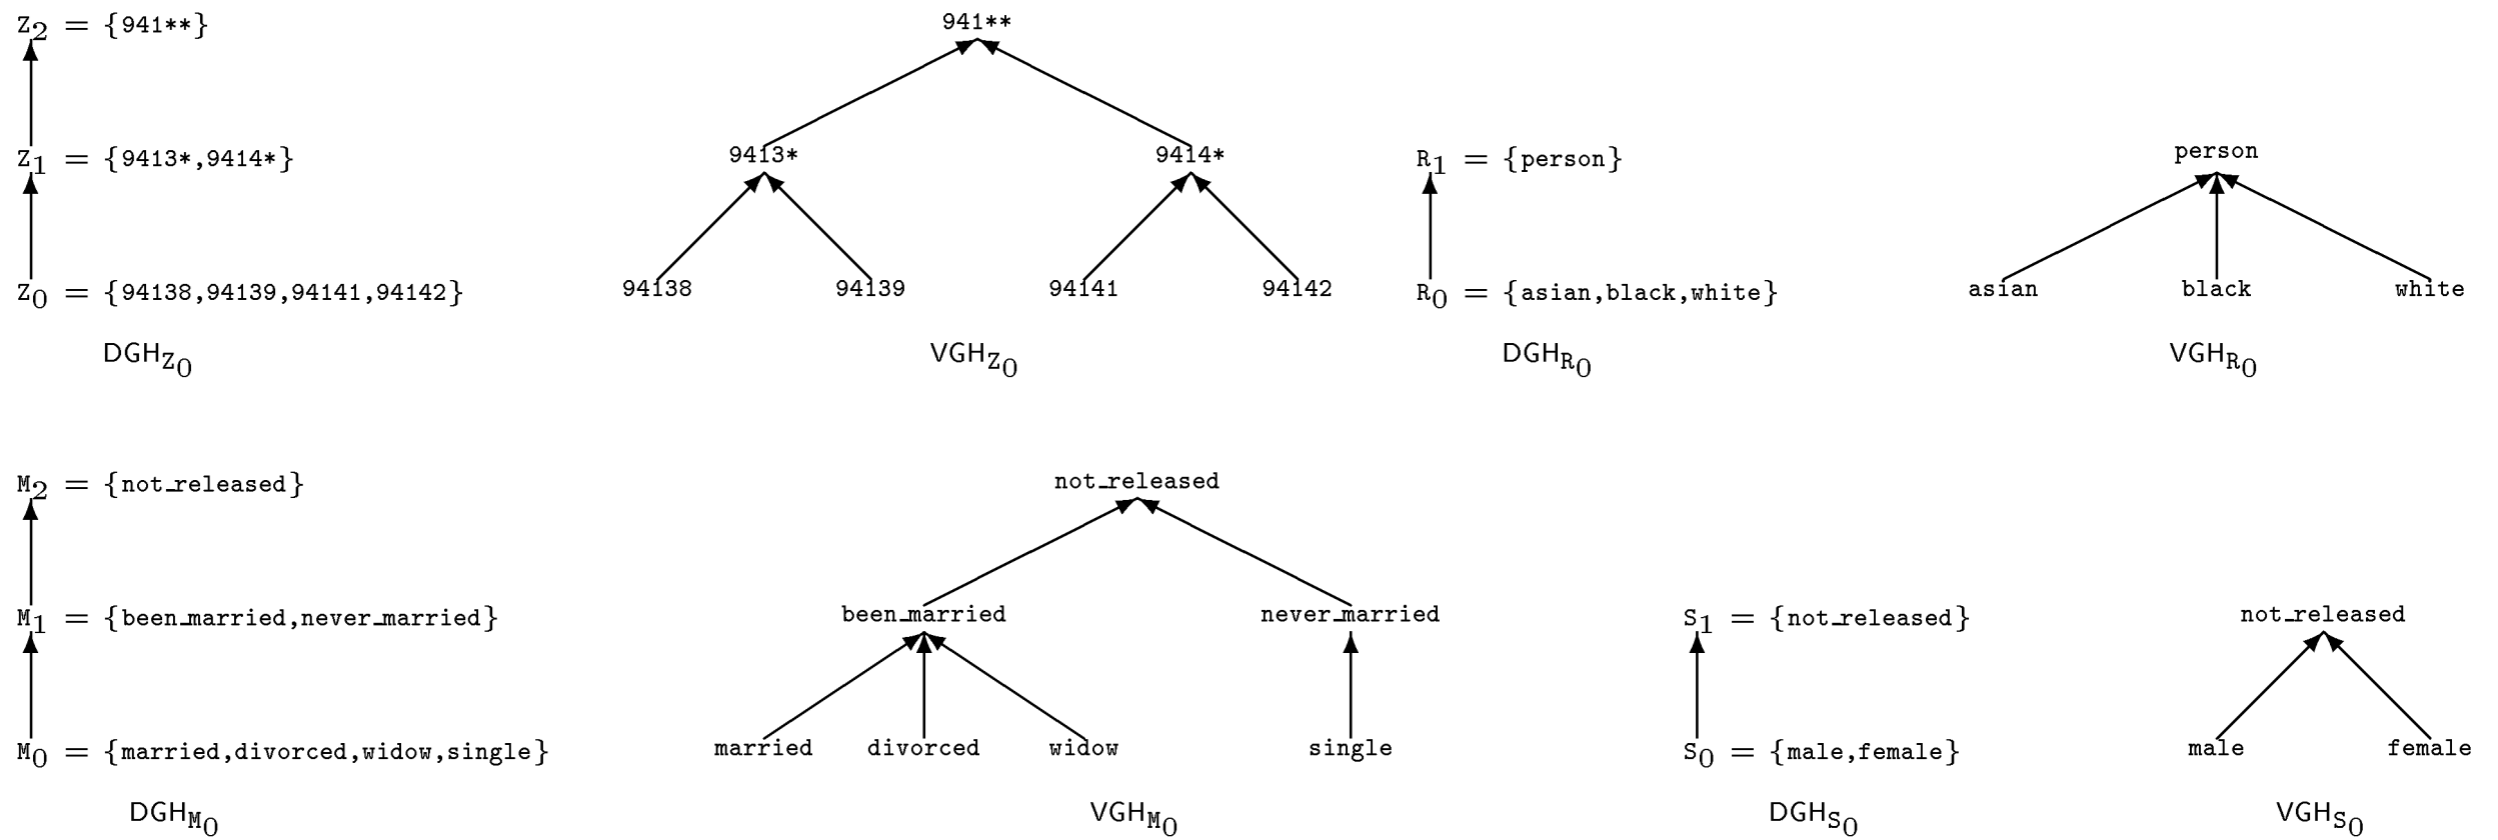 Z2 = {941**}
941**
Z1 = {9413*,9414*}
9413*
9414*
R1 = {person}
person
Z0 = {94138,94139,94141,94142}
94138
94139
94141
94142
R0 = {asian,black,white}
asian
black
white
DGHZ0
VGHZ0
DGHR0
VGHR0
M2 = {not_released}
not_released
M1 = {been_married,never_married}
been_married
never_married
S1 = {not_released}
not_released
M0 = {married,divorced,widow,single}
married
divorced
widow
single
S0 = {male,female}
male
female
DGHM0
VGHM0
DGHS0
VGHS0